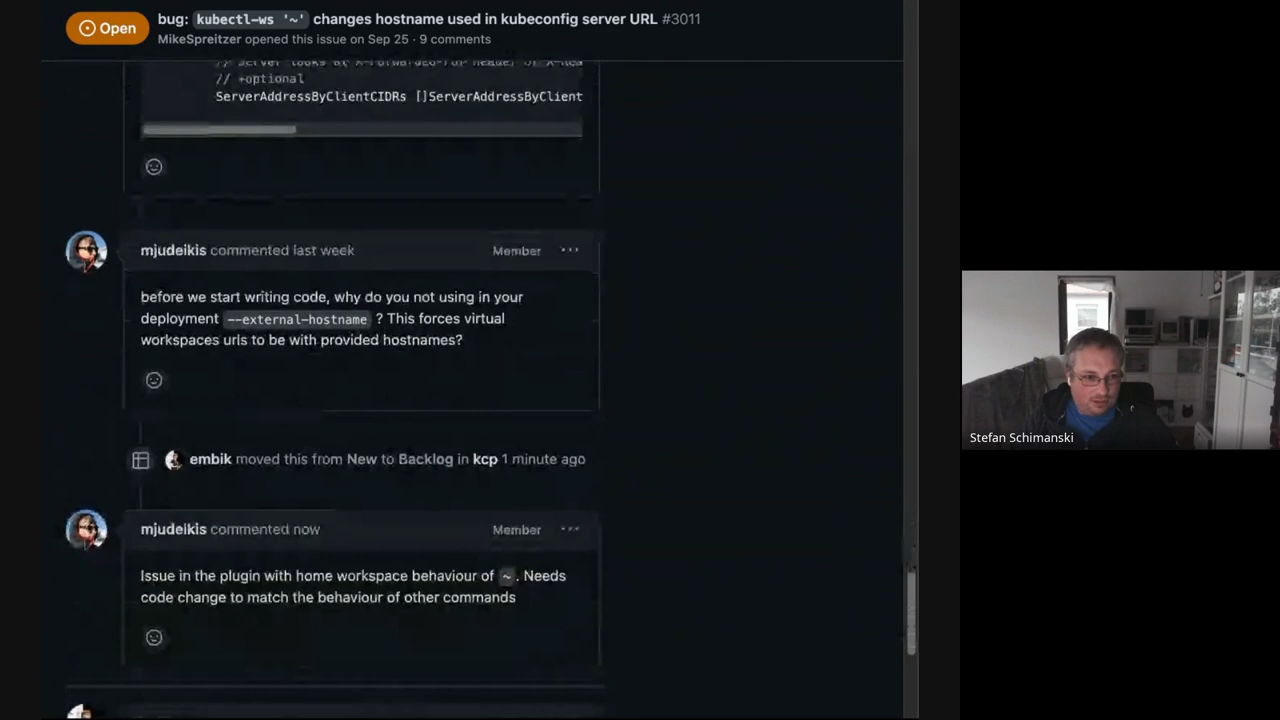 Open
bug: kubectl-ws '~' changes hostname used in kubeconfig server URL #3011
MikeSpreitzer opened this issue on Sep 25 · 9 comments
// +optional
ServerAddressByClientCIDRs []ServerAddressByClient
mjudeikis commented last week
Member
before we start writing code, why do you not using in your
deployment --external-hostname ? This forces virtual
workspaces urls to be with provided hostnames?
embik moved this from New to Backlog in kcp 1 minute ago
mjudeikis commented now
Member
Issue in the plugin with home workspace behaviour of ~. Needs
code change to match the behaviour of other commands
Stefan Schimanski